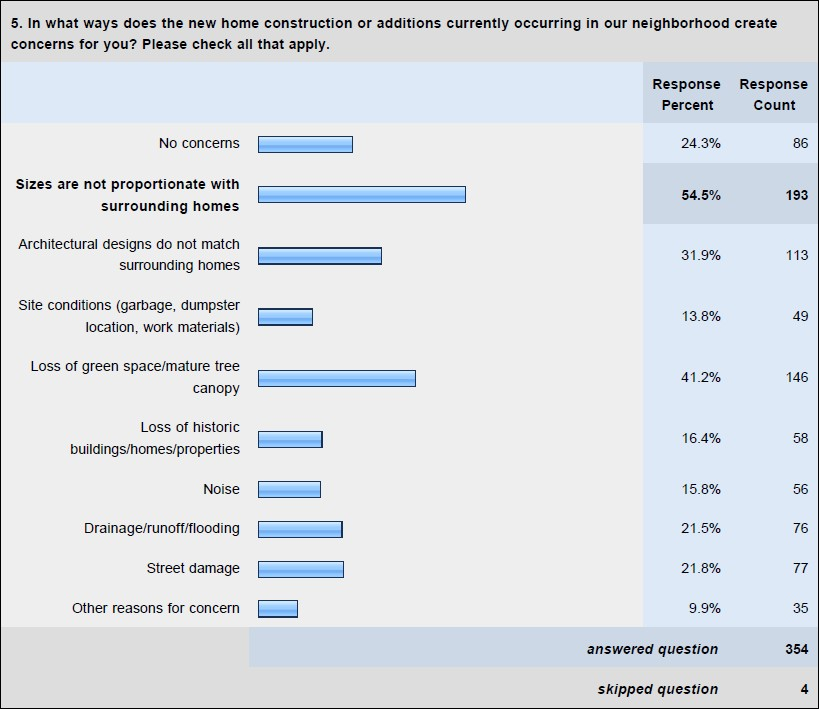 5. In what ways does the new home construction or additions currently occurring in our neighborhood create
concerns for you? Please check all that apply.
Response Percent
Response Count
No concerns 24.3% 86
Sizes are not proportionate with
surrounding homes 54.5% 193
Architectural designs do not match
surrounding homes 31.9% 113
Site conditions (garbage, dumpster
location, work materials) 13.8% 49
Loss of green space/mature tree
canopy 41.2% 146
Loss of historic
buildings/homes/properties 16.4% 58
Noise 15.8% 56
Drainage/runoff/flooding 21.5% 76
Street damage 21.8% 77
Other reasons for concern 9.9% 35
answered question 354
skipped question 4